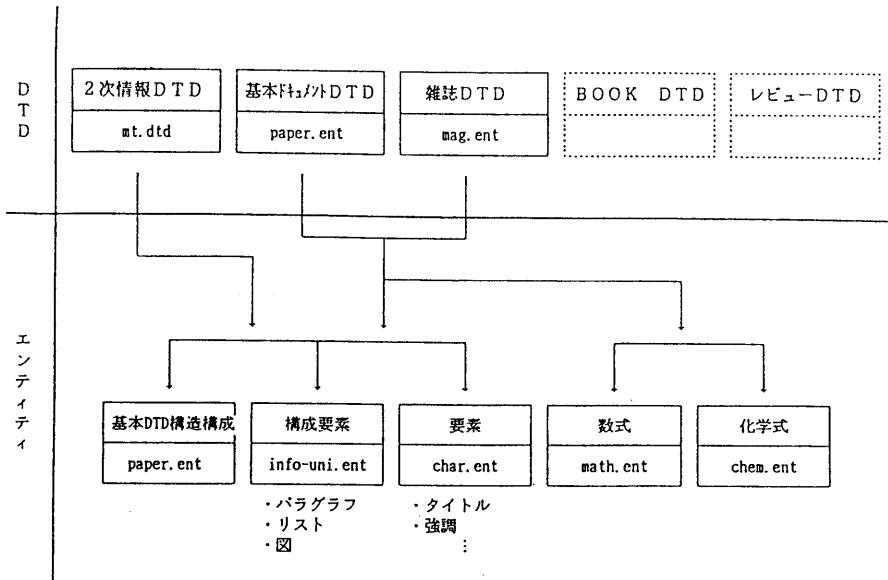 DTD
2次情報DTD
mt.dtd
基本ドキュメントDTD
paper.ent
雑誌DTD
mag.ent
BOOK DTD
レビューDTD
エンティティ
基本DTD構造構成
paper.ent
構成要素
info-uni.ent
・パラグラフ
・リスト
・図
要素
char.ent
・タイトル
・強調
⋮
数式
math.ent
化学式
chem.ent